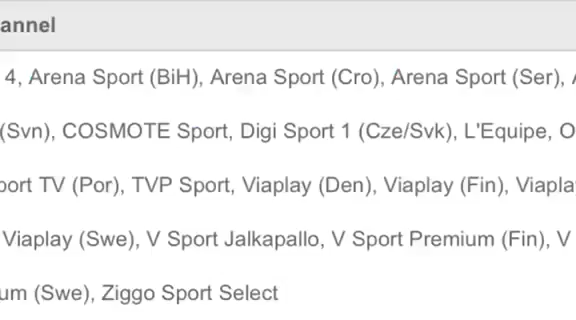 annel
4, Arena Sport (BiH), Arena Sport (Cro), Arena Sport (Ser),
(Svn), COSMOTE Sport, Digi Sport 1 (Cze/Svk), L'Equipe, O
port TV (Por), TVP Sport, Viaplay (Den), Viaplay (Fin), Viapla
Viaplay (Swe), V Sport Jalkapallo, V Sport Premium (Fin), V
um (Swe), Ziggo Sport Select